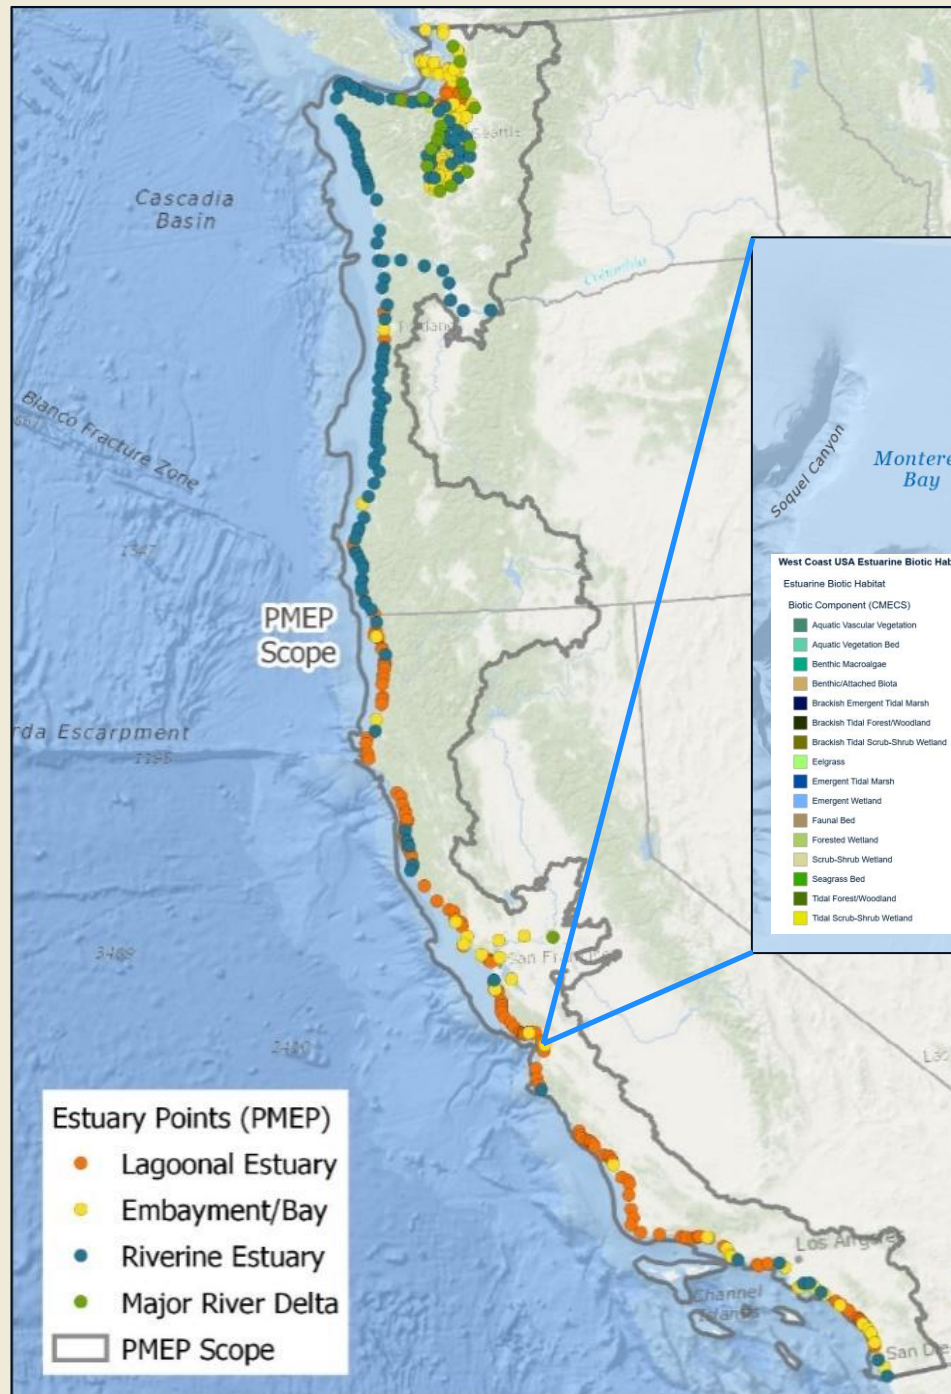 Seattle
Cascadia
Basin
Columbia
Blanco Fracture Zone
Soquel Canyon
Montere
Bay
West Coast USA Estuarine Biotic Hab
Estuarine Biotic Habitat
Biotic Component (CMECS)
Aquatic Vascular Vegetation
Aquatic Vegetation Bed
Benthic Macroalgae
Benthic/Attached Biota
Brackish Emergent Tidal Marsh
Brackish Tidal Forest/Woodland
Brackish Tidal Scrub-Shrub Wetland
Eelgrass
Emergent Tidal Marsh
Emergent Wetland
Faunal Bed
Forested Wetland
Scrub-Shrub Wetland
Seagrass Bed
Tidal Forest/Woodland
Tidal Scrub-Shrub Wetland
PMEP
Scope
rda Escarpment
San Fran
Los Angeles
Channel
Islands
San Die
Estuary Points (PMEP)
Lagoonal Estuary
Embayment/Bay
Riverine Estuary
Major River Delta
PMEP Scope